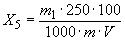 X₅ = m₁·250·100 / 1000·m·V